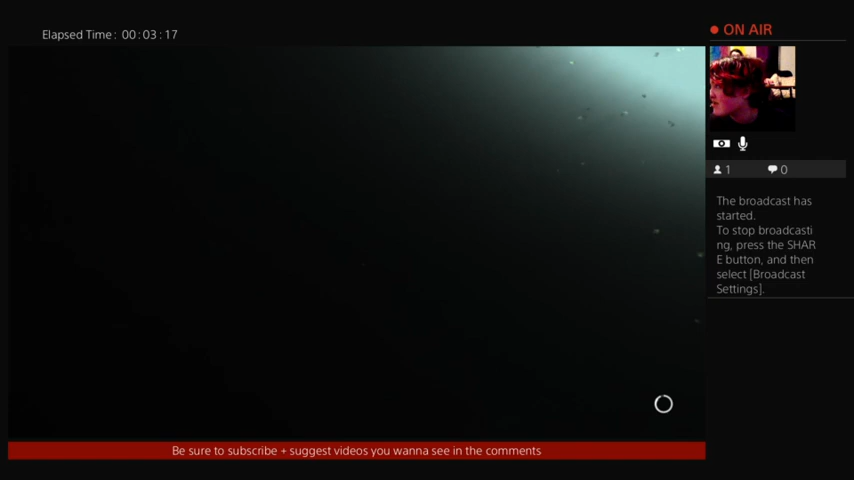 Elapsed Time: 00:03:17
ON AIR
1 0
The broadcast has
started.
To stop broadcasti
ng, press the SHAR
E button, and then
select [Broadcast
Settings].
Be sure to subscribe + suggest videos you wanna see in the comments